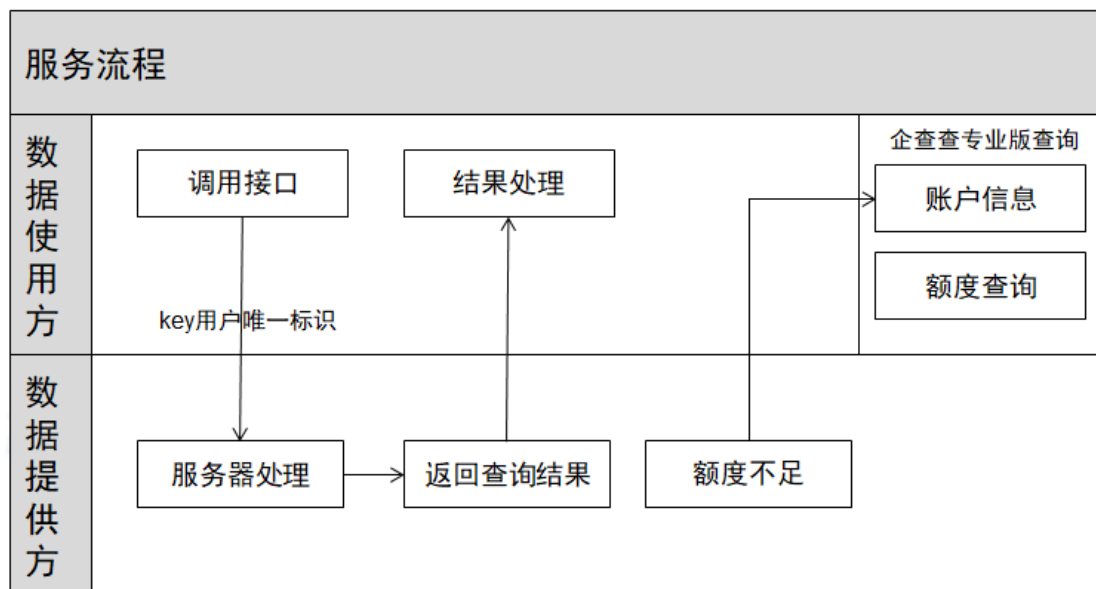 服务流程
数据使用方
调用接口
结果处理
企查查专业版查询
账户信息
额度查询
key用户唯一标识
数据提供方
服务器处理
返回查询结果
额度不足